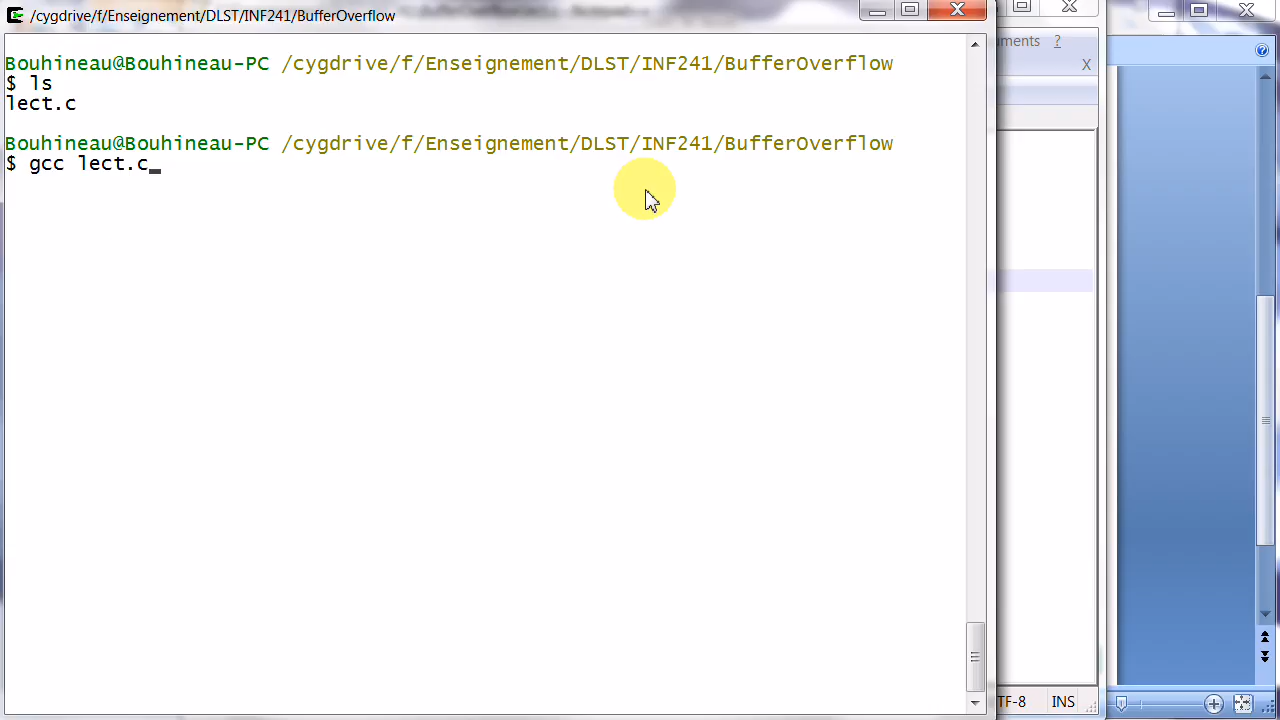 /cygdrive/f/Enseignement/DLST/INF241/BufferOverflow
uments ?
X
Bouhineau@Bouhineau-PC /cygdrive/f/Enseignement/DLST/INF241/BufferOverflow
$ ls
lect.c
Bouhineau@Bouhineau-PC /cygdrive/f/Enseignement/DLST/INF241/BufferOverflow
$ gcc lect.c
TF-8 INS